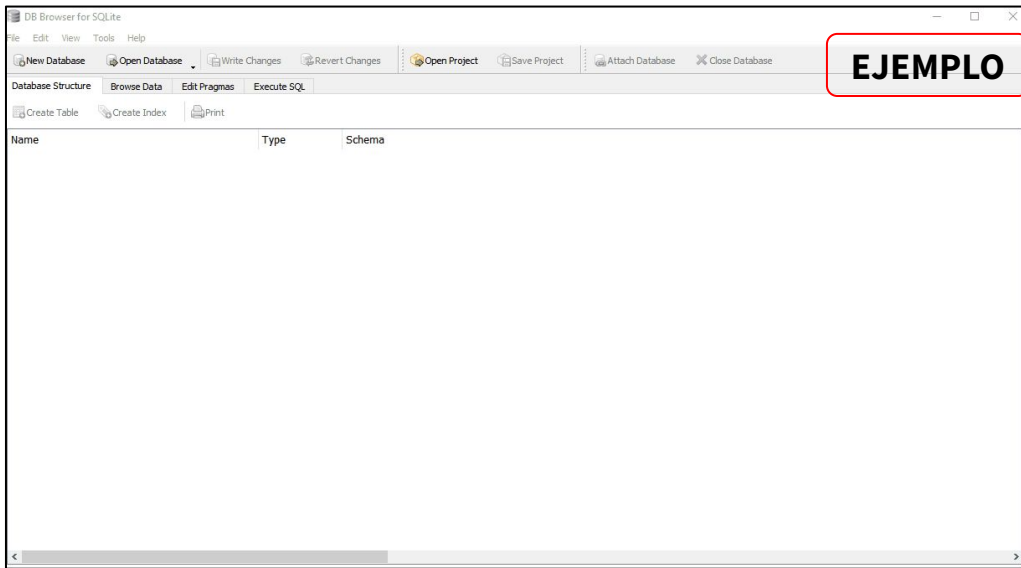 DB Browser for SQLite
File Edit View Tools Help
New Database Open Database Write Changes Revert Changes Open Project Save Project Attach Database Close Database
EJEMPLO
Database Structure Browse Data Edit Pragmas Execute SQL
Create Table Create Index Print
Name Type Schema